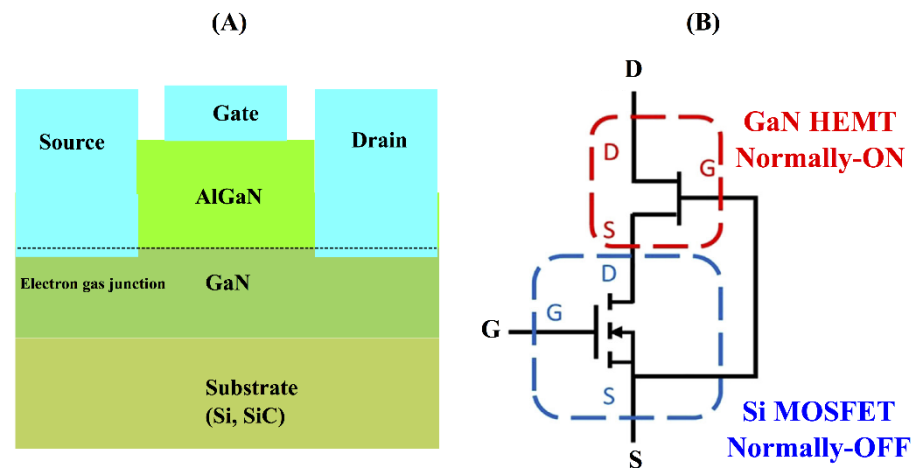 (A)
Source
Gate
Drain
AlGaN
Electron gas junction
GaN
Substrate
(Si, SiC)
(B)
D
GaN HEMT
Normally-ON
D
G
S
D
G
G
S
Si MOSFET
Normally-OFF
S